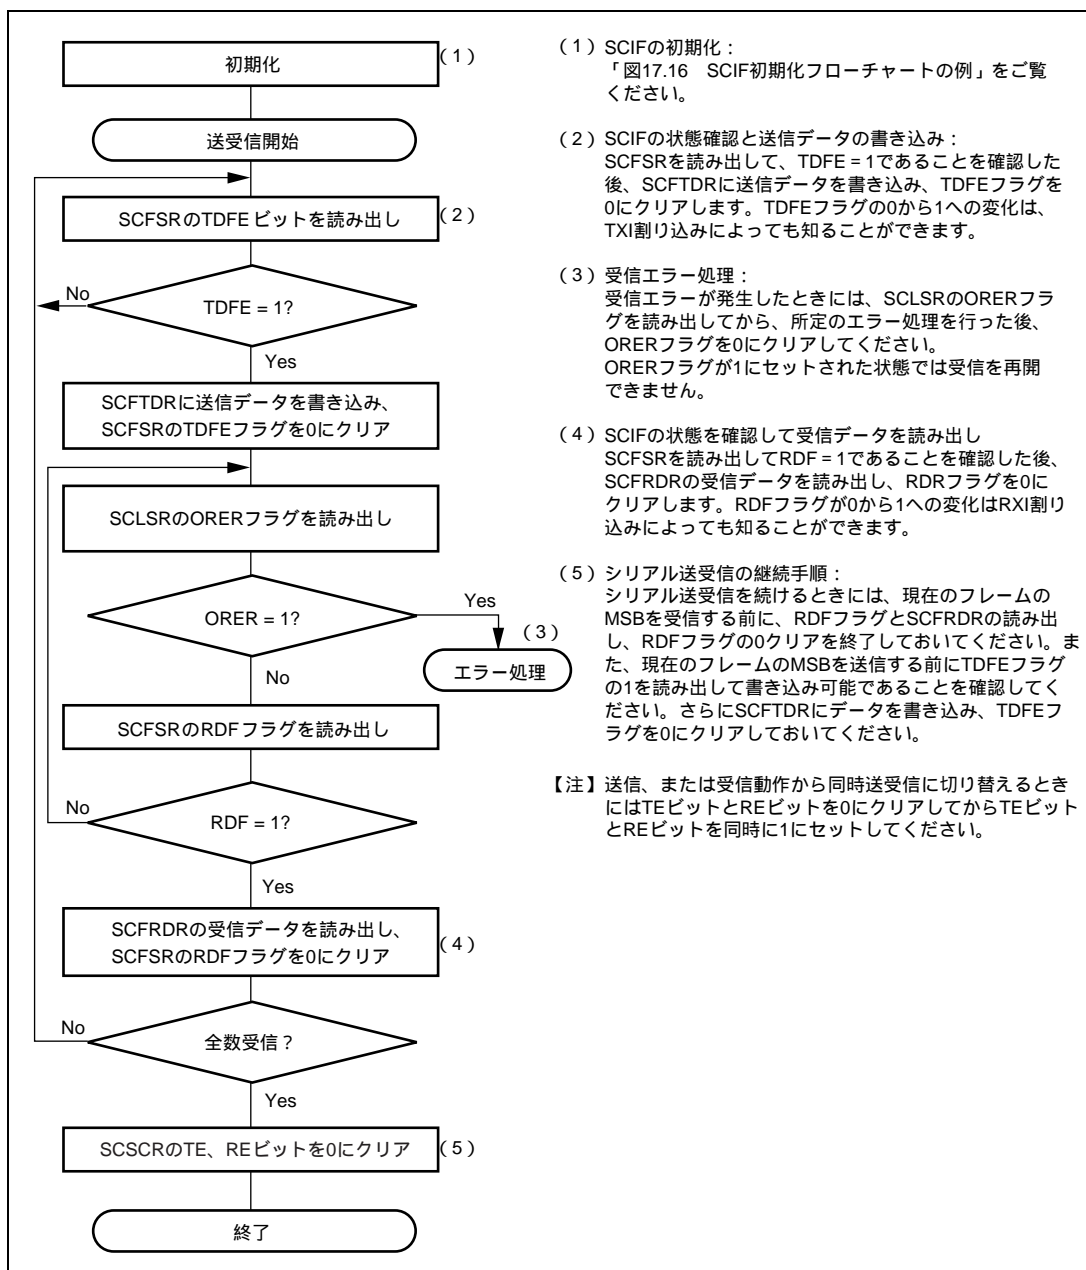 初期化
(1)
送受信開始
SCFSRのTDFEビットを読み出し
(2)
TDFE = 1?
No
Yes
SCFTDRに送信データを書き込み、
SCFSRのTDFEフラグを0にクリア
SCLSRのORERフラグを読み出し
ORER = 1?
Yes
(3)
エラー処理
No
SCFSRのRDFフラグを読み出し
No
RDF = 1?
Yes
SCFRDRの受信データを読み出し、
SCFSRのRDFフラグを0にクリア
(4)
No
全数受信?
Yes
SCSCRのTE、REビットを0にクリア
(5)
終了
(1) SCIFの初期化:
「図17.16 SCIF初期化フローチャートの例」をご覧
ください。
(2) SCIFの状態確認と送信データの書き込み:
SCFSRを読み出して、TDFE = 1であることを確認した
後、SCFTDRに送信データを書き込み、TDFEフラグを
0にクリアします。TDFEフラグの0から1への変化は、
TXI割り込みによっても知ることができます。
(3) 受信エラー処理:
受信エラーが発生したときには、SCLSRのORERフラ
グを読み出してから、所定のエラー処理を行った後、
ORERフラグを0にクリアしてください。
ORERフラグが1にセットされた状態では受信を再開
できません。
(4) SCIFの状態を確認して受信データを読み出し
SCFSRを読み出してRDF = 1であることを確認した後、
SCFRDRの受信データを読み出し、RDRフラグを0に
クリアします。RDFフラグが0から1への変化はRXI割り
込みによっても知ることができます。
(5) シリアル送受信の継続手順:
シリアル送受信を続けるときには、現在のフレームの
MSBを受信する前に、RDFフラグとSCFRDRの読み出
し、RDFフラグの0クリアを終了しておいてください。ま
た、現在のフレームのMSBを送信する前にTDFEフラグ
の1を読み出して書き込み可能であることを確認してく
ださい。さらにSCFTDRにデータを書き込み、TDFEフ
ラグを0にクリアしておいてください。
【注】送信、または受信動作から同時送受信に切り替えるとき
にはTEビットとREビットを0にクリアしてからTEビット
とREビットを同時に1にセットしてください。